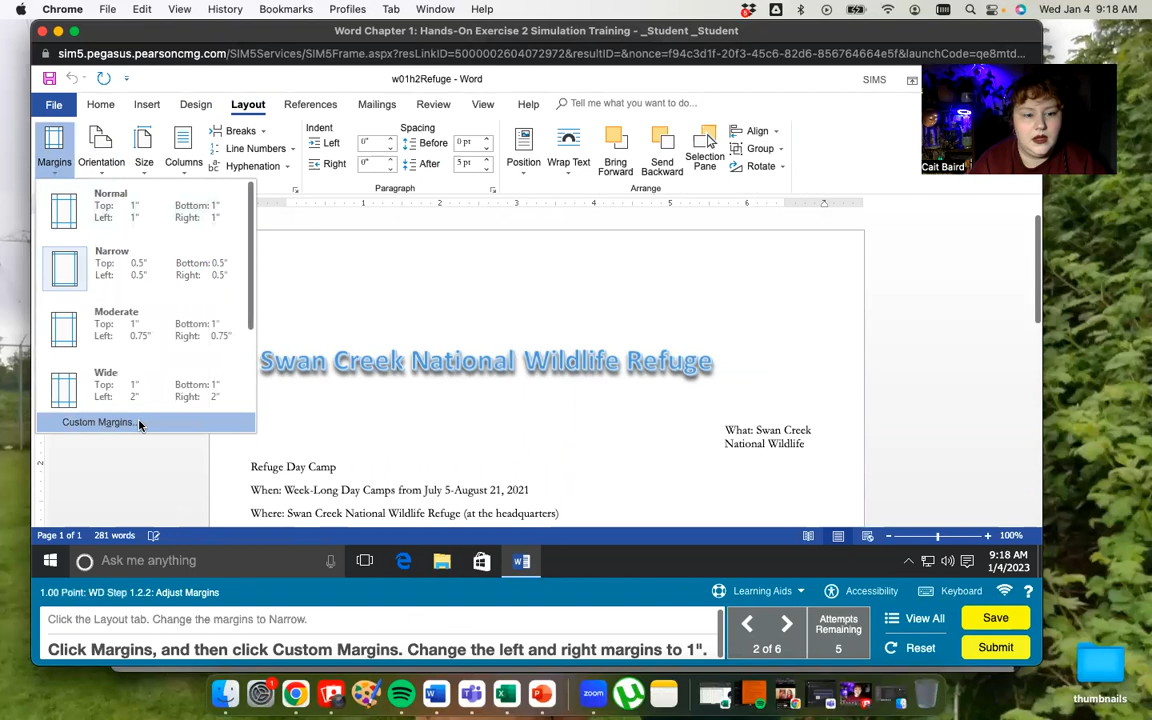 Chrome File Edit View History Bookmarks Profiles Tab Window Help Wed Jan 4 9:18 AM
Word Chapter 1: Hands-On Exercise 2 Simulation Training - _Student _Student
sim5.pegasus.pearsoncmg.com/SIM5Services/SIM5Frame.aspx?resLinkID=5000002604072972&resultID=&nonce=f94c3d1f-20f3-45c6-82d6-856764664e5f&launchCode=qe8mtd...
w01h2Refuge - Word SIMS
File Home Insert Design Layout References Mailings Review View Help Tell me what you want to do...
Margins Orientation Size Columns
Breaks
Line Numbers
Hyphenation
Indent Spacing
Left 0" Before 0 pt
Right 0" After 5 pt
Paragraph
Position Wrap Text Bring Forward Send Backward Selection Pane
Align
Group
Rotate
Arrange
Normal
Top: 1" Bottom: 1"
Left: 1" Right: 1"
Narrow
Top: 0.5" Bottom: 0.5"
Left: 0.5" Right: 0.5"
Moderate
Top: 1" Bottom: 1"
Left: 0.75" Right: 0.75"
Wide
Top: 1" Bottom: 1"
Left: 2" Right: 2"
Custom Margins...
1 2 3 4 5 6
Cait Baird
Swan Creek National Wildlife Refuge
What: Swan Creek
National Wildlife
Refuge Day Camp
When: Week-Long Day Camps from July 5-August 21, 2021
Where: Swan Creek National Wildlife Refuge (at the headquarters)
2
Page 1 of 1 281 words 100%
Ask me anything
9:18 AM
1/4/2023
1.00 Point: WD Step 1.2.2: Adjust Margins Learning Aids Accessibility Keyboard ?
Click the Layout tab. Change the margins to Narrow.
Click Margins, and then click Custom Margins. Change the left and right margins to 1".
2 of 6
Attempts
Remaining
5
View All
Reset
Save
Submit
zoom
1
thumbnails